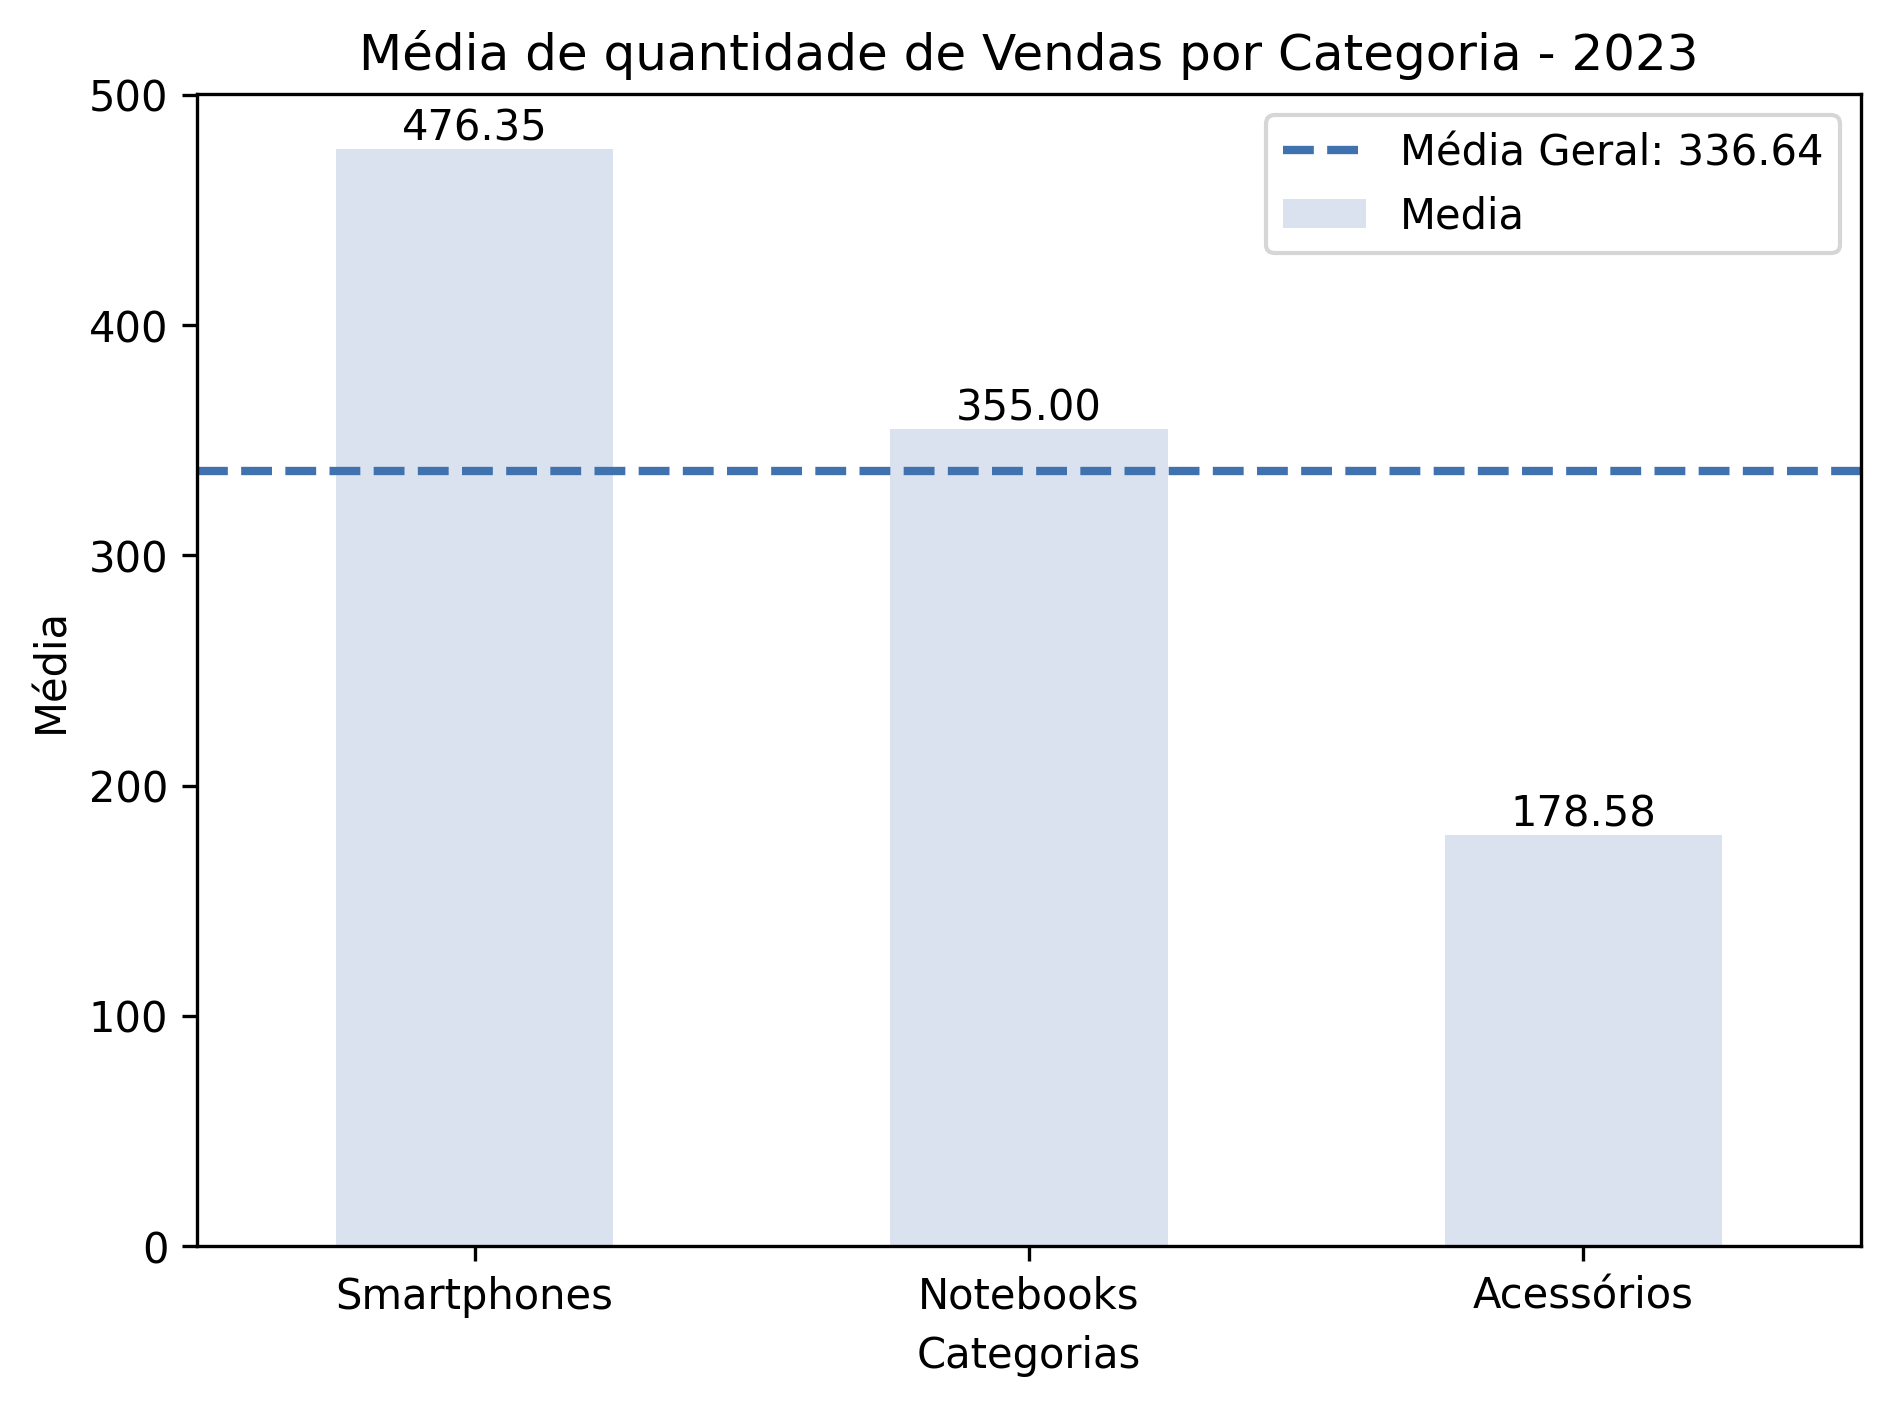 Média de quantidade de Vendas por Categoria - 2023
500
400
300
200
100
0
Média
476.35
355.00
178.58
Média Geral: 336.64
Media
Smartphones
Notebooks
Acessórios
Categorias